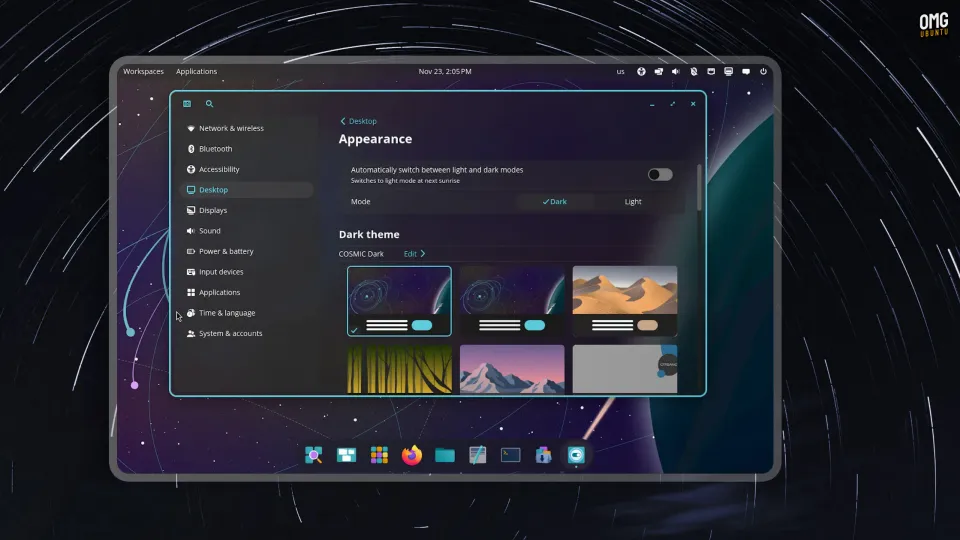 OMG
UBUNTU
Workspaces Applications Nov 23, 2:05 PM us
Desktop
Appearance
Network & wireless
Bluetooth
Accessibility
Desktop
Displays
Sound
Power & battery
Input devices
Applications
Time & language
System & accounts
Automatically switch between light and dark modes
Switches to light mode at next sunrise
Mode Dark Light
Dark theme
COSMIC Dark Edit